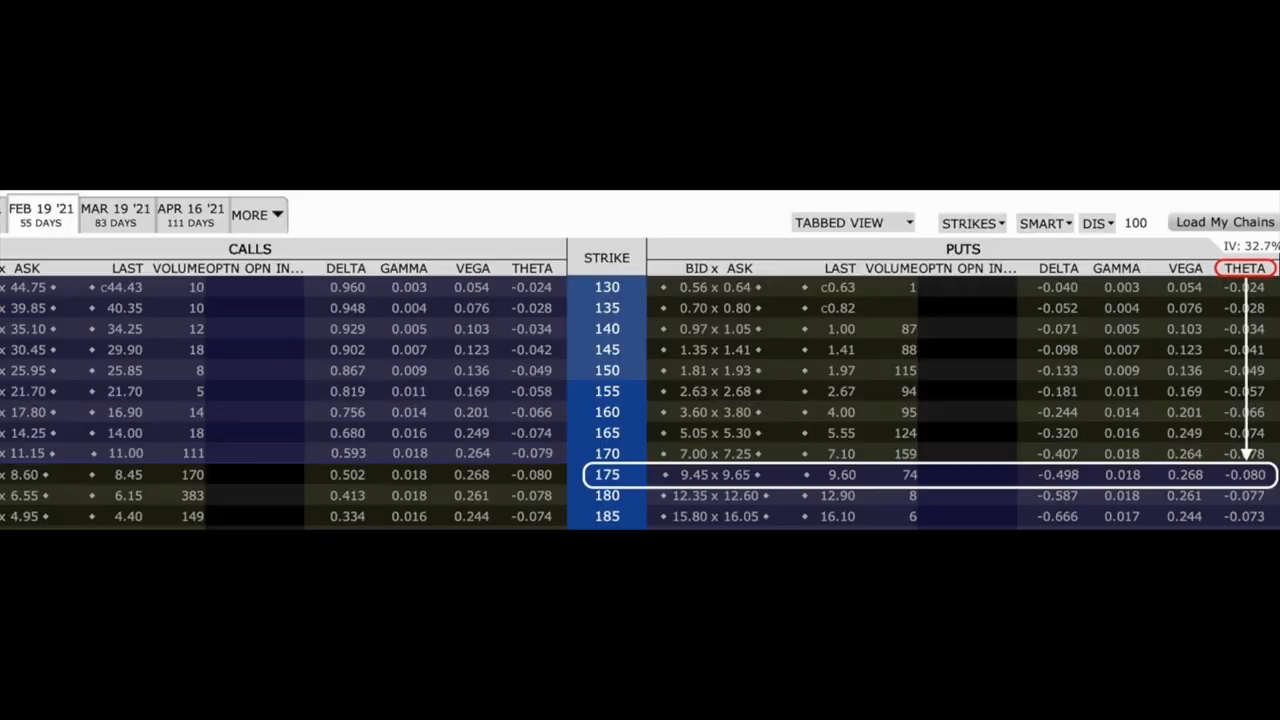 FEB 19 '21 MAR 19 '21 APR 16 '21 MORE
55 DAYS 83 DAYS 111 DAYS
TABBED VIEW STRIKES SMART DIS 100 Load My Chains
CALLS STRIKE PUTS IV: 32.7%
x ASK LAST VOLUME OPTN OPN IN... DELTA GAMMA VEGA THETA BID x ASK LAST VOLUME OPTN OPN IN... DELTA GAMMA VEGA THETA
x 44.75 c44.43 10 0.960 0.003 0.054 -0.024 130 0.56 x 0.64 c0.63 1 -0.040 0.003 0.054 -0.024
x 39.85 40.35 10 0.948 0.004 0.076 -0.028 135 0.70 x 0.80 c0.82 -0.052 0.004 0.076 -0.028
x 35.10 34.25 12 0.929 0.005 0.103 -0.034 140 0.97 x 1.05 1.00 87 -0.071 0.005 0.103 -0.034
x 30.45 29.90 18 0.902 0.007 0.123 -0.042 145 1.35 x 1.41 1.41 88 -0.098 0.007 0.123 -0.041
x 25.95 25.85 8 0.867 0.009 0.136 -0.049 150 1.81 x 1.93 1.97 115 -0.133 0.009 0.136 -0.049
x 21.70 21.70 5 0.819 0.011 0.169 -0.058 155 2.63 x 2.68 2.67 94 -0.181 0.011 0.169 -0.057
x 17.80 16.90 14 0.756 0.014 0.201 -0.066 160 3.60 x 3.80 4.00 95 -0.244 0.014 0.201 -0.066
x 14.25 14.00 18 0.680 0.016 0.249 -0.074 165 5.05 x 5.30 5.55 124 -0.320 0.016 0.249 -0.074
x 11.15 11.00 111 0.593 0.018 0.264 -0.079 170 7.00 x 7.25 7.10 159 -0.407 0.018 0.264 -0.078
x 8.60 8.45 170 0.502 0.018 0.268 -0.080 175 9.45 x 9.65 9.60 74 -0.498 0.018 0.268 -0.080
x 6.55 6.15 383 0.413 0.018 0.261 -0.078 180 12.35 x 12.60 12.90 8 -0.587 0.018 0.261 -0.077
x 4.95 4.40 149 0.334 0.016 0.244 -0.074 185 15.80 x 16.05 16.10 6 -0.666 0.017 0.244 -0.073